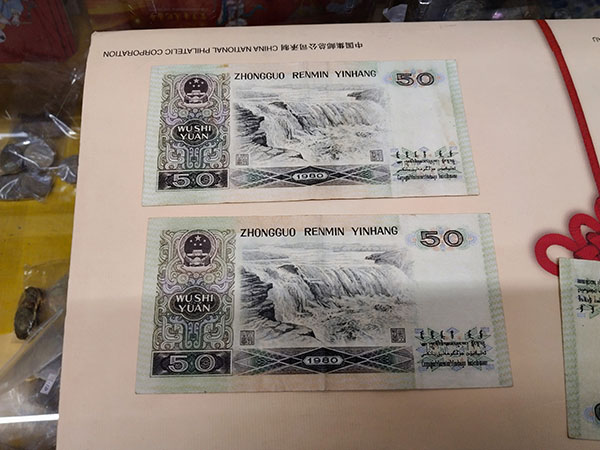 中国集邮总公司承制 CHINA NATIONAL PHILATELIC CORPORATION
ZHONGGUO RENMIN YINHANG
50
WU SHI
YUAN
50
1980
ZHONGGUO RENMIN YINHANG
50
WU SHI
YUAN
50
1980